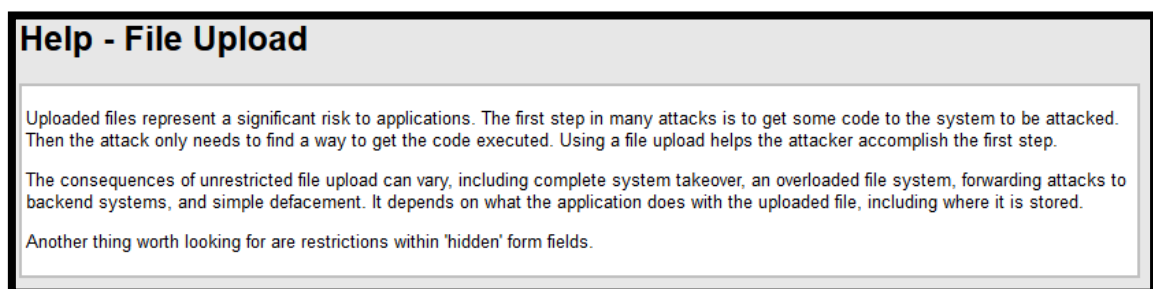 Help - File Upload
Uploaded files represent a significant risk to applications. The first step in many attacks is to get some code to the system to be attacked.
Then the attack only needs to find a way to get the code executed. Using a file upload helps the attacker accomplish the first step.
The consequences of unrestricted file upload can vary, including complete system takeover, an overloaded file system, forwarding attacks to
backend systems, and simple defacement. It depends on what the application does with the uploaded file, including where it is stored.
Another thing worth looking for are restrictions within 'hidden' form fields.